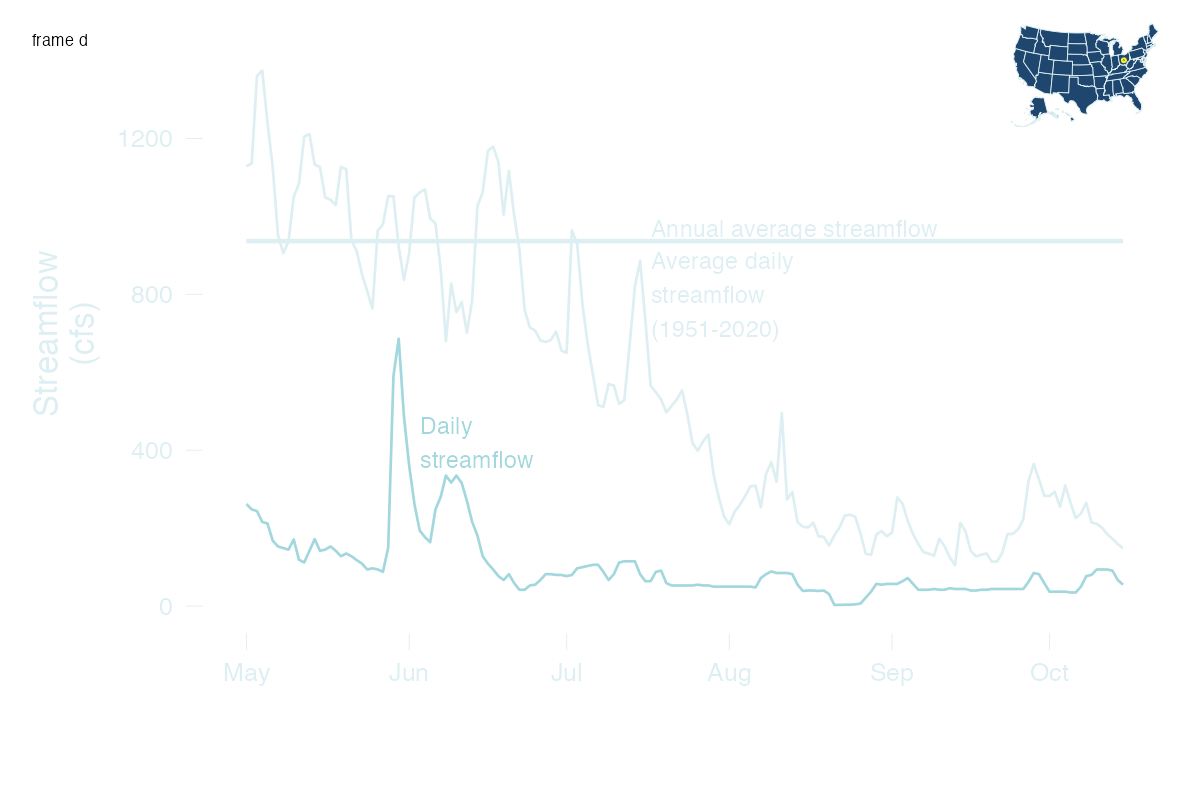 frame d
1200
800
400
0
Streamflow
(cfs)
Annual average streamflow
Average daily
streamflow
(1951-2020)
Daily
streamflow
May
Jun
Jul
Aug
Sep
Oct